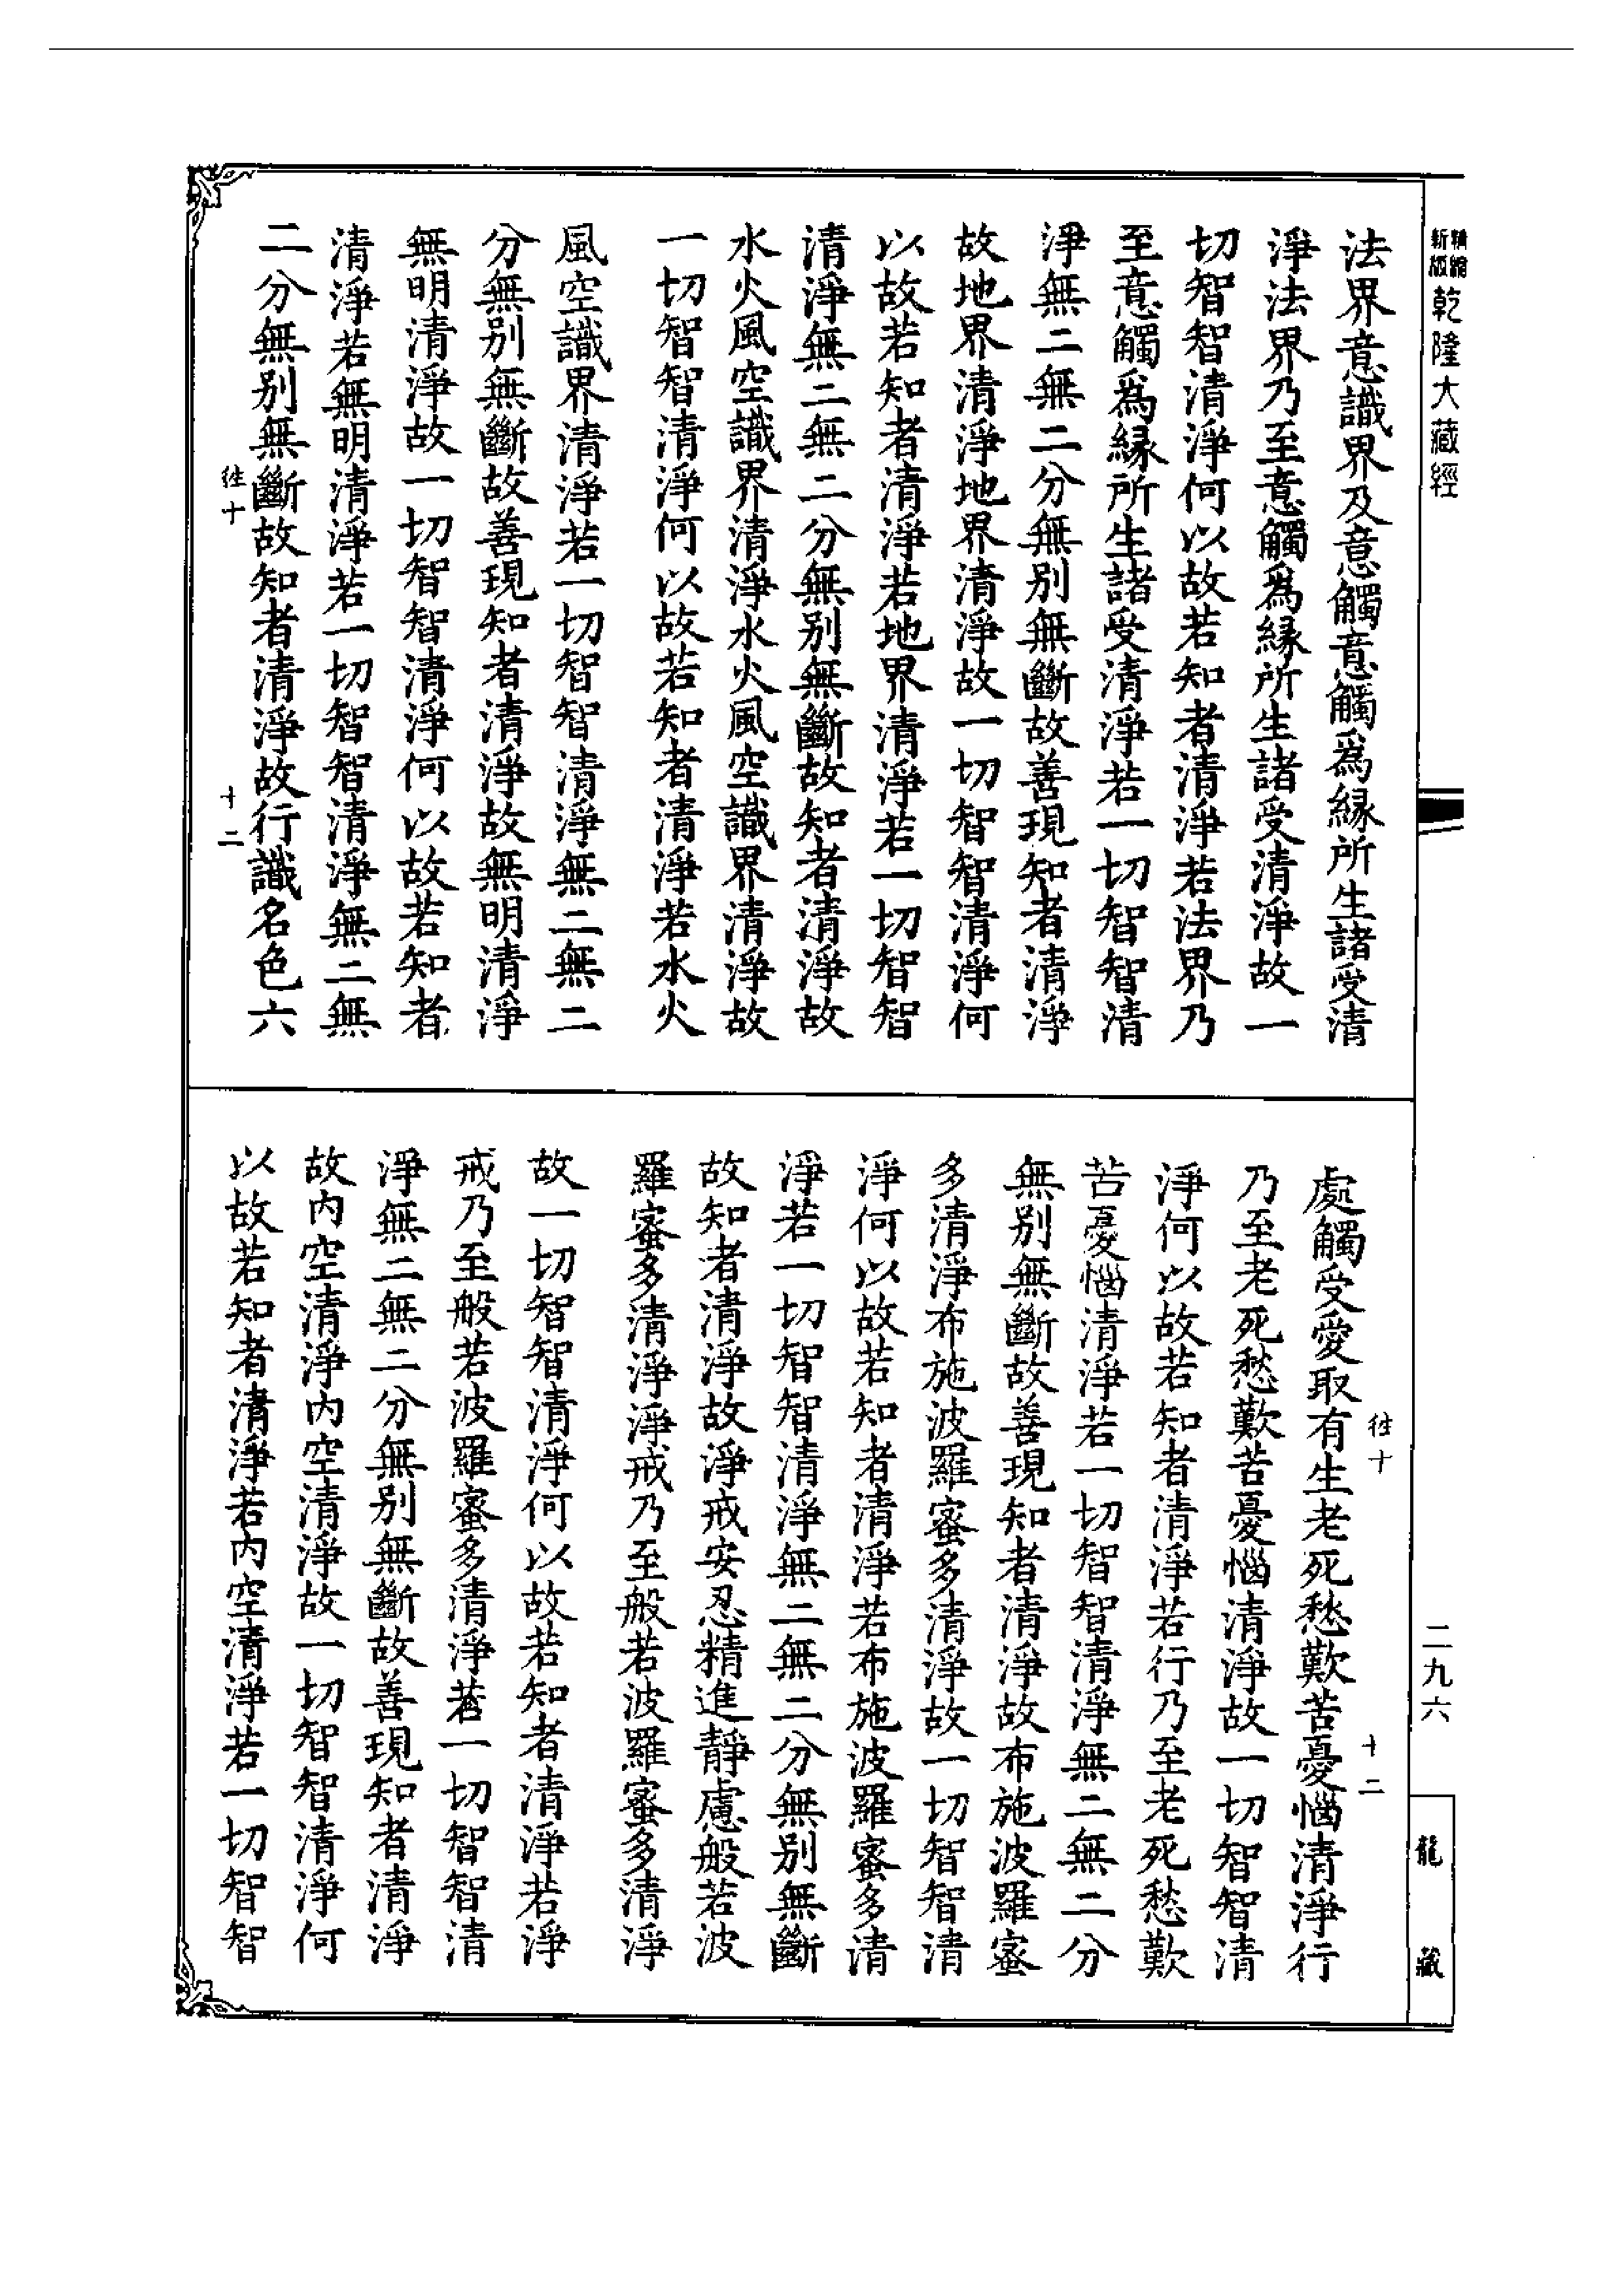 精縮新版乾隆大藏經
法界意識界及意觸意觸爲縁所生諸受清
淨法界乃至意觸爲縁所生諸受清淨故一
切智智清淨何以故若知者清淨若法界乃
至意觸爲縁所生諸受清淨若一切智智清
淨無二無二分無别無斷故善現知者清淨
故地界清淨地界清淨故一切智智清淨何
以故若知者清淨若地界清淨若一切智智
清淨無二無二分無别無斷故知者清淨故
水火風空識界清淨水火風空識界清淨故
一切智智清淨何以故若知者清淨若水火
風空識界清淨若一切智智清淨無二無二
分無别無斷故善現知者清淨故無明清淨
無明清淨故一切智智清淨何以故若知者
清淨若無明清淨若一切智智清淨無二無
二分無别無斷故知者清淨故行識名色六
徃十 十二
二九六
龍藏
徃十 十二
處觸受愛取有生老死愁歎苦憂惱清淨行
乃至老死愁歎苦憂惱清淨故一切智智清
淨何以故若知者清淨若行乃至老死愁歎
苦憂惱清淨若一切智智清淨無二無二分
無别無斷故善現知者清淨故布施波羅蜜
多清淨布施波羅蜜多清淨故一切智智清
淨何以故若知者清淨若布施波羅蜜多清
淨若一切智智清淨無二無二分無别無斷
故知者清淨故淨戒安忍精進靜慮般若波
羅蜜多清淨淨戒乃至般若波羅蜜多清淨
故一切智智清淨何以故若知者清淨若淨
戒乃至般若波羅蜜多清淨若一切智智清
淨無二無二分無别無斷故善現知者清淨
故内空清淨内空清淨故一切智智清淨何
以故若知者清淨若内空清淨若一切智智